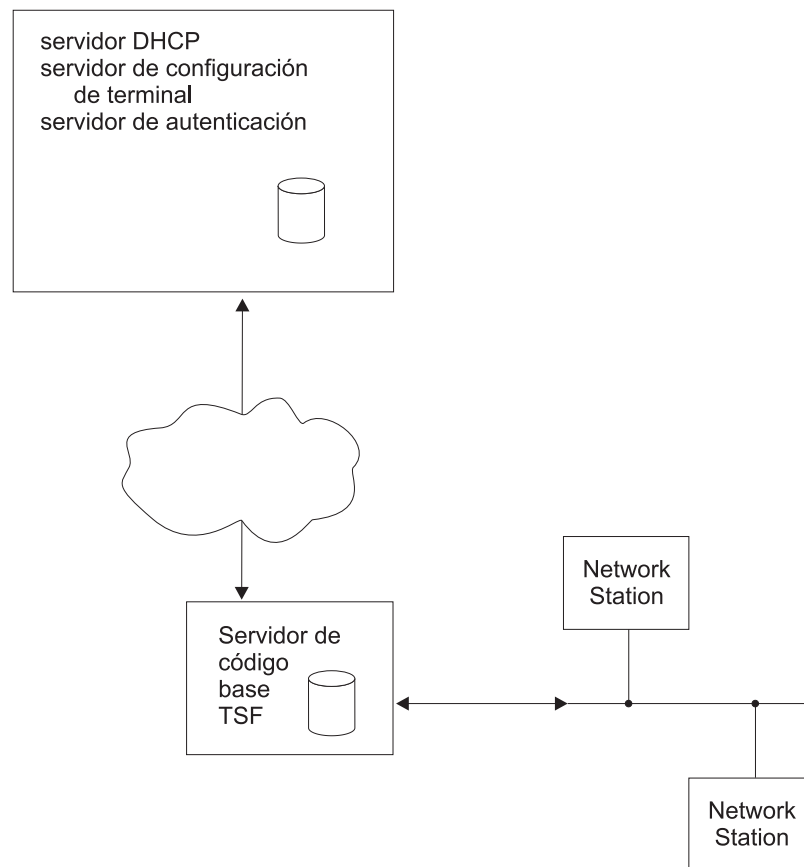 servidor DHCP
servidor de configuración
de terminal
servidor de autenticación
Network
Station
Servidor de
código
base
TSF
Network
Station